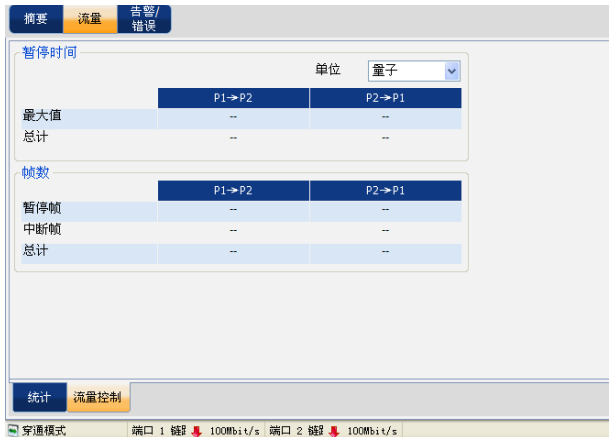 摘要 流量 告警/
错误
暂停时间
单位 量子
P1->P2 P2->P1
最大值 -- --
总计 -- --
帧数
P1->P2 P2->P1
暂停帧 -- --
中断帧 -- --
总计 -- --
统计 流量控制
穿通模式 端口 1 链 100Mbit/s 端口 2 链 100Mbit/s